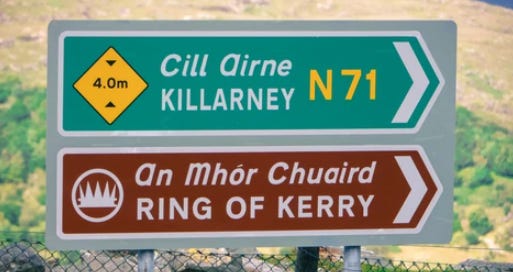 4.0m
Cill Airne
KILLARNEY
N71
An Mhór Chuaird
RING OF KERRY